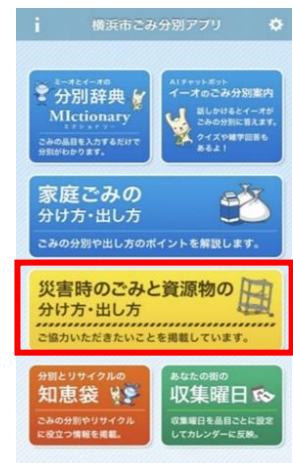 横浜市ごみ分別アプリ
ミーオとイーオの
分別辞典
MIctionary
ミクショナリー
ごみの品目を入力するだけで
分別がわかります。
AIチャットボット
イーオのごみ分別案内
話しかけるとイーオが
ごみの分別に答えます。
クイズや雑学回答も
あるよ！
家庭ごみの
分け方・出し方
ごみの分別や出し方のポイントを解説します。
災害時のごみと資源物の
分け方・出し方
ご協力いただきたいことを掲載しています。
分別とリサイクルの
知恵袋
ごみの分別やリサイクル
に役立つ情報を掲載。
あなたの街の
収集曜日
収集曜日を品目ごとに設定
してカレンダーに反映。